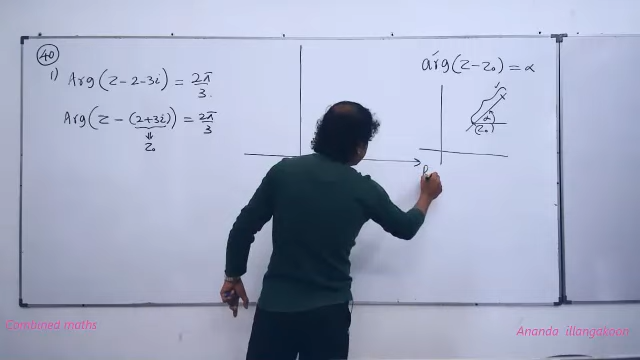 40
1) Arg(z-2-3i) = 2π/3
Arg(z-(2+3i)) = 2π/3
⇓
z₀
arg(z-z₀) = α
α
(z₀)
Combined maths
Ananda illangakoon